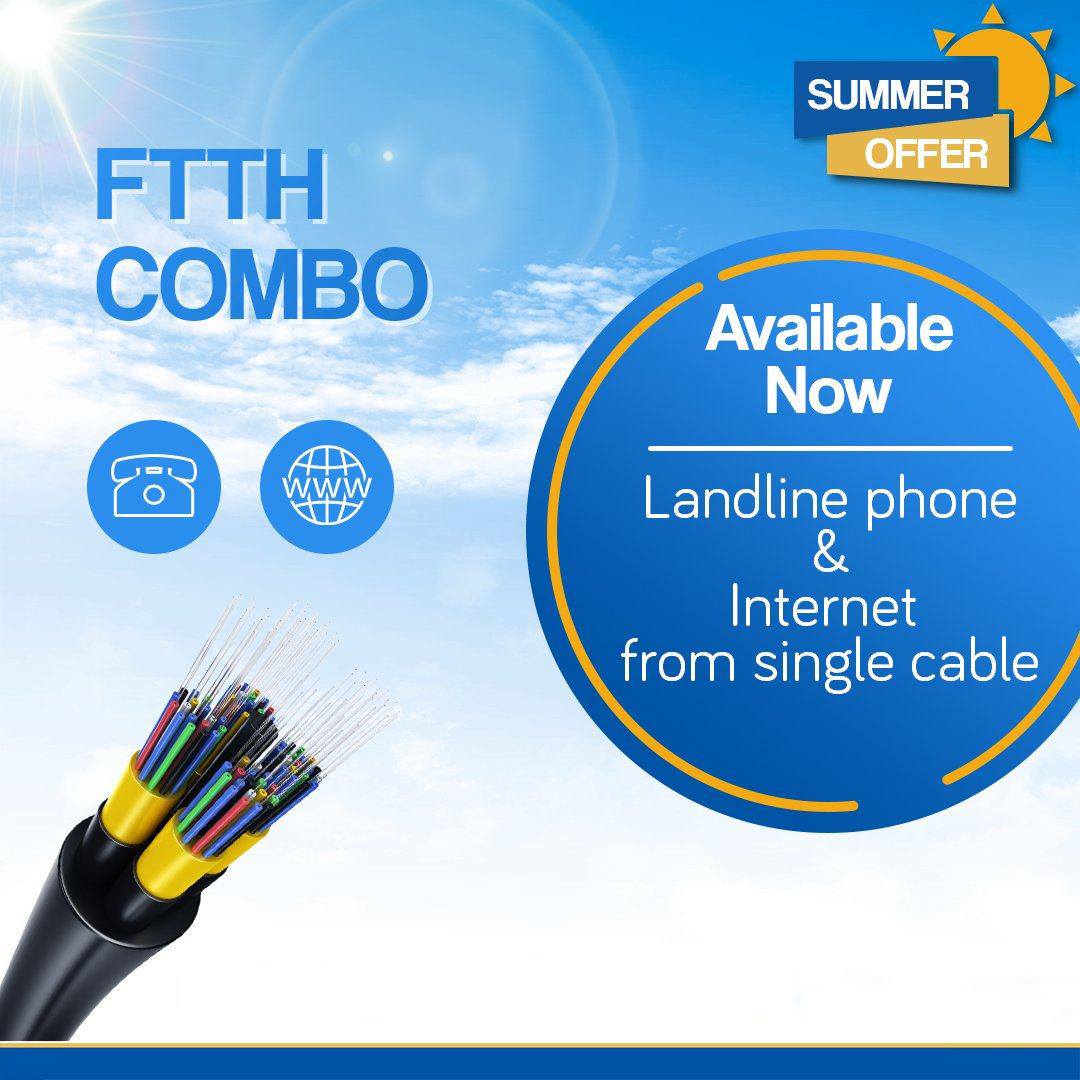 SUMMER
OFFER
FTTH
COMBO
Available
Now
Landline phone
&
Internet
from single cable
WWW